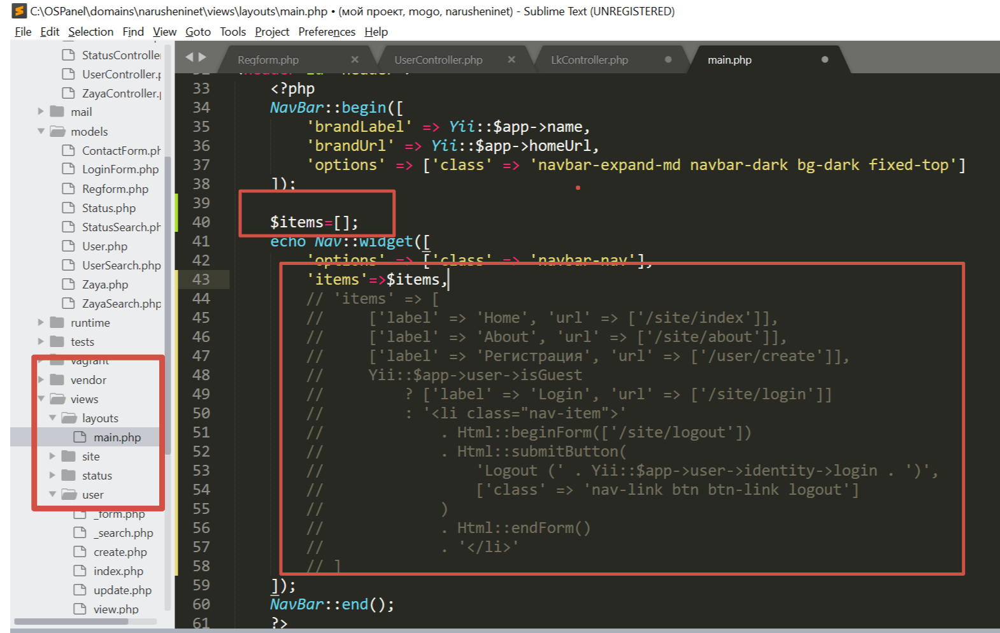 C:\OSPanel\domains\narusheninet\views\layouts\main.php • (мой проект, mogo, narusheninet) - Sublime Text (UNREGISTERED)
File Edit Selection Find View Goto Tools Project Preferences Help
StatusController
UserController.p
ZayaController.p
mail
models
ContactForm.ph
LoginForm.php
Regform.php
Status.php
StatusSearch.ph
User.php
UserSearch.php
Zaya.php
ZayaSearch.php
runtime
tests
vagrant
vendor
views
layouts
main.php
site
status
user
_form.php
_search.php
create.php
index.php
update.php
view.php
Regform.php × UserController.php × LkController.php main.php
33 <?php
34 NavBar::begin([
35 'brandLabel' => Yii::$app->name,
36 'brandUrl' => Yii::$app->homeUrl,
37 'options' => ['class' => 'navbar-expand-md navbar-dark bg-dark fixed-top']
38 ]);
39
40 $items=[];
41 echo Nav::widget([
42 'options' => ['class' => 'navbar-nav'],
43 'items'=>$items,
44 // 'items' => [
45 // ['label' => 'Home', 'url' => ['/site/index']],
46 // ['label' => 'About', 'url' => ['/site/about']],
47 // ['label' => 'Регистрация', 'url' => ['/user/create']],
48 // Yii::$app->user->isGuest
49 // ? ['label' => 'Login', 'url' => ['/site/login']]
50 // : '<li class="nav-item">'
51 // . Html::beginForm(['/site/logout'])
52 // . Html::submitButton(
53 // 'Logout (' . Yii::$app->user->identity->login . ')',
54 // ['class' => 'nav-link btn btn-link logout']
55 // )
56 // . Html::endForm()
57 // . '</li>'
58 // ]
59 ]);
60 NavBar::end();
61 ?>